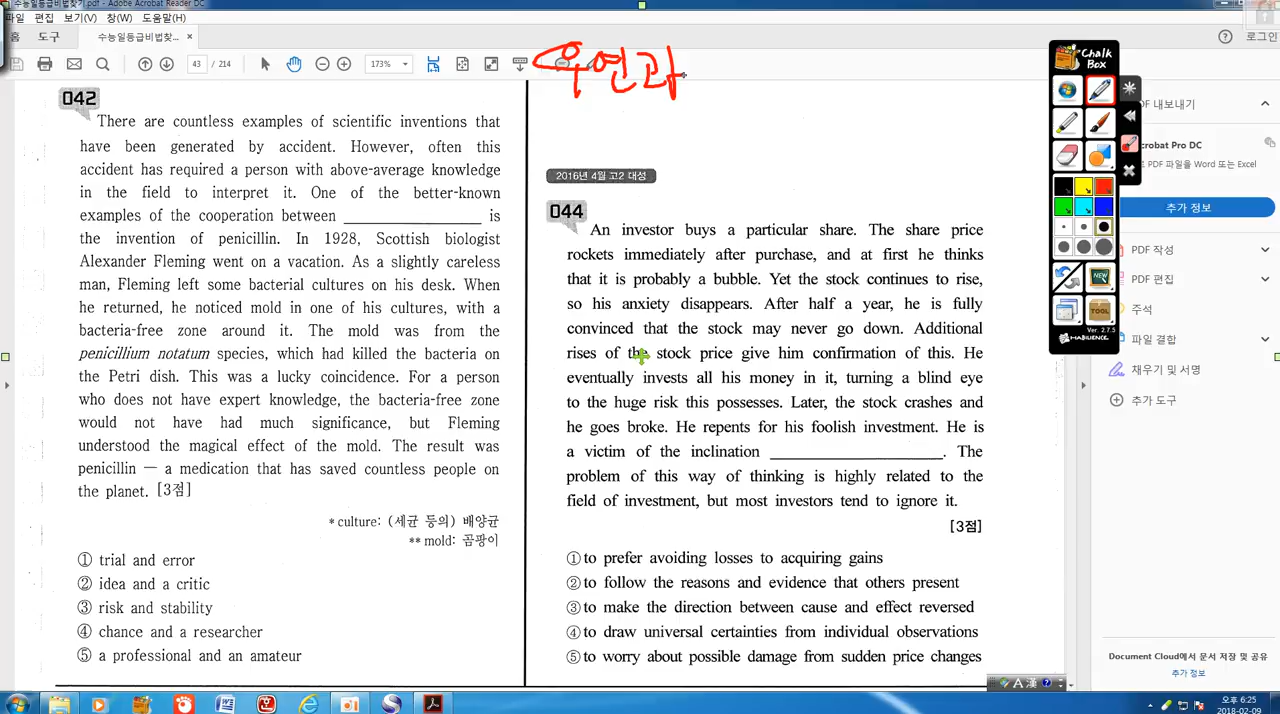 수능일등급비법찾기.pdf - Adobe Acrobat Reader DC
파일 편집 보기(V) 창(W) 도움말(H)
홈 도구 수능일등급비법찾... × ? 로그인
43 / 214 73%
우연과
042
There are countless examples of scientific inventions that
have been generated by accident. However, often this
accident has required a person with above-average knowledge
in the field to interpret it. One of the better-known
examples of the cooperation between ____________ is
the invention of penicillin. In 1928, Scottish biologist
Alexander Fleming went on a vacation. As a slightly careless
man, Fleming left some bacterial cultures on his desk. When
he returned, he noticed mold in one of his cultures, with a
bacteria-free zone around it. The mold was from the
penicillium notatum species, which had killed the bacteria on
the Petri dish. This was a lucky coincidence. For a person
who does not have expert knowledge, the bacteria-free zone
would not have had much significance, but Fleming
understood the magical effect of the mold. The result was
penicillin — a medication that has saved countless people on
the planet. [3점]
* culture: (세균 등의) 배양균
** mold: 곰팡이
① trial and error
② idea and a critic
③ risk and stability
④ chance and a researcher
⑤ a professional and an amateur
2016년 4월 고2 대성
044
An investor buys a particular share. The share price
rockets immediately after purchase, and at first he thinks
that it is probably a bubble. Yet the stock continues to rise,
so his anxiety disappears. After half a year, he is fully
convinced that the stock may never go down. Additional
rises of the stock price give him confirmation of this. He
eventually invests all his money in it, turning a blind eye
to the huge risk this possesses. Later, the stock crashes and
he goes broke. He repents for his foolish investment. He is
a victim of the inclination ____________. The
problem of this way of thinking is highly related to the
field of investment, but most investors tend to ignore it.
[3점]
① to prefer avoiding losses to acquiring gains
② to follow the reasons and evidence that others present
③ to make the direction between cause and effect reversed
④ to draw universal certainties from individual observations
⑤ to worry about possible damage from sudden price changes
Chalk
Box
NEW
TOOL
Ver. 2.7.5
HABILIENCE
PDF 내보내기
Acrobat Pro DC
PDF 파일을 Word 또는 Excel
추가 정보
PDF 작성
PDF 편집
주석
파일 결합
채우기 및 서명
추가 도구
Document Cloud에서 문서 저장 및 공유
추가 정보
A 漢
오후 6:25
2018-02-09